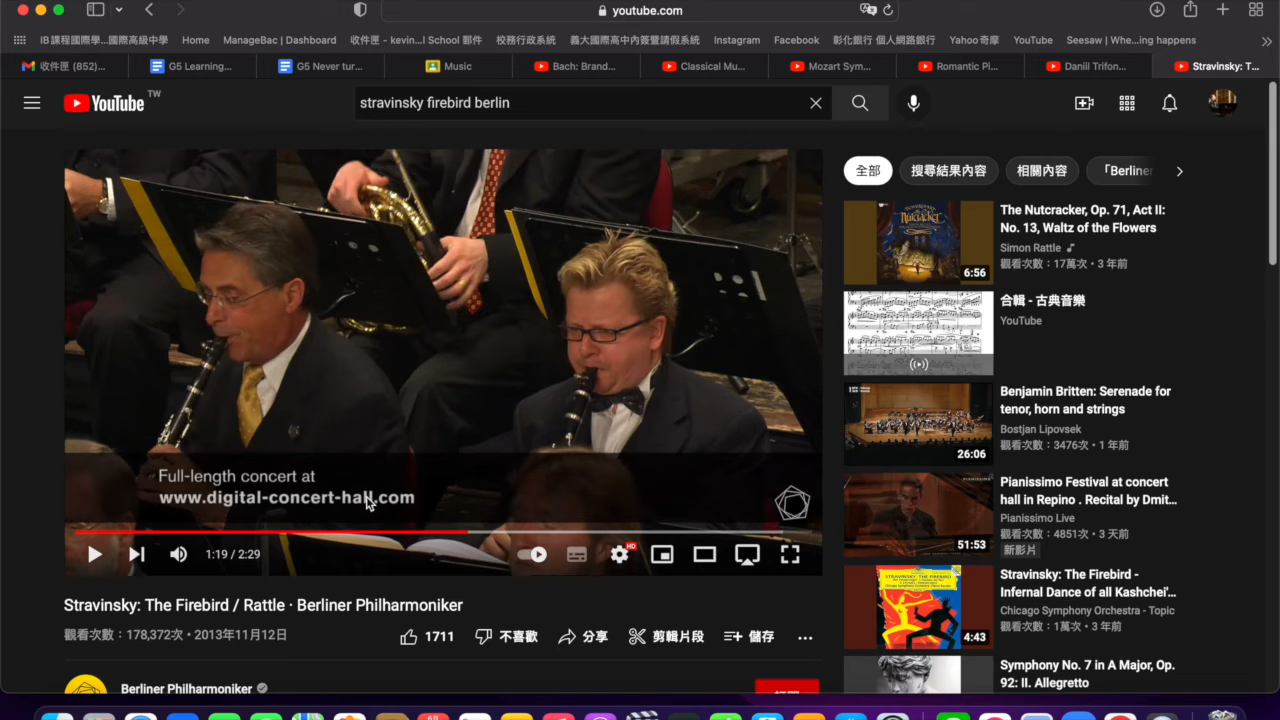 youtube.com
IB課程國際學...國際高級中學 Home ManageBac | Dashboard 收件匣 - kevin...l School 郵件 校務行政系統 義大國際高中內簽暨請假系統 Instagram Facebook 彰化銀行 個人網路銀行 Yahoo奇摩 YouTube Seesaw | Whe...ing happens
收件匣 (852)... G5 Learning... G5 Never tur... Music Bach: Brand... Classical Mu... Mozart Sym... Romantic Pi... Daniil Trifon... Stravinsky: T...
YouTube TW
stravinsky firebird berlin
全部 搜尋結果內容 相關內容 「Berliner
Full-length concert at
www.digital-concert-hall.com
HD
1:19 / 2:29
Stravinsky: The Firebird / Rattle · Berliner Philharmoniker
觀看次數：178,372次 • 2013年11月12日
1711 不喜歡 分享 剪輯片段 儲存
Berliner Philharmoniker
The Nutcracker, Op. 71, Act II:
No. 13, Waltz of the Flowers
Simon Rattle
觀看次數：17萬次 • 3 年前
Nutcracker
6:56
合輯 - 古典音樂
YouTube
Benjamin Britten: Serenade for
tenor, horn and strings
Bostjan Lipovsek
觀看次數：3476次 • 1 年前
26:06
Pianissimo Festival at concert
hall in Repino . Recital by Dmit...
Pianissimo Live
觀看次數：4851次 • 3 天前
新影片
51:53
Stravinsky: The Firebird -
Infernal Dance of all Kashchei'...
Chicago Symphony Orchestra - Topic
觀看次數：1萬次 • 3 年前
STRAVINSKY: THE FIREBIRD
4:43
Symphony No. 7 in A Major, Op.
92: II. Allegretto